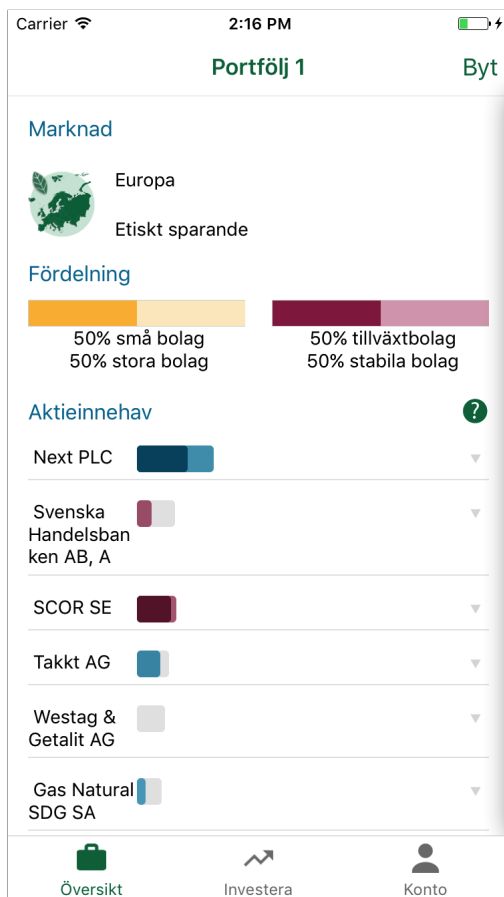 Carrier 2:16 PM
Portfölj 1 Byt
Marknad
Europa
Etiskt sparande
Fördelning
50% små bolag
50% stora bolag
50% tillväxtbolag
50% stabila bolag
Aktieinnehav ?
Next PLC
Svenska
Handelsban
ken AB, A
SCOR SE
Takkt AG
Westag &
Getalit AG
Gas Natural
SDG SA
Översikt Investera Konto